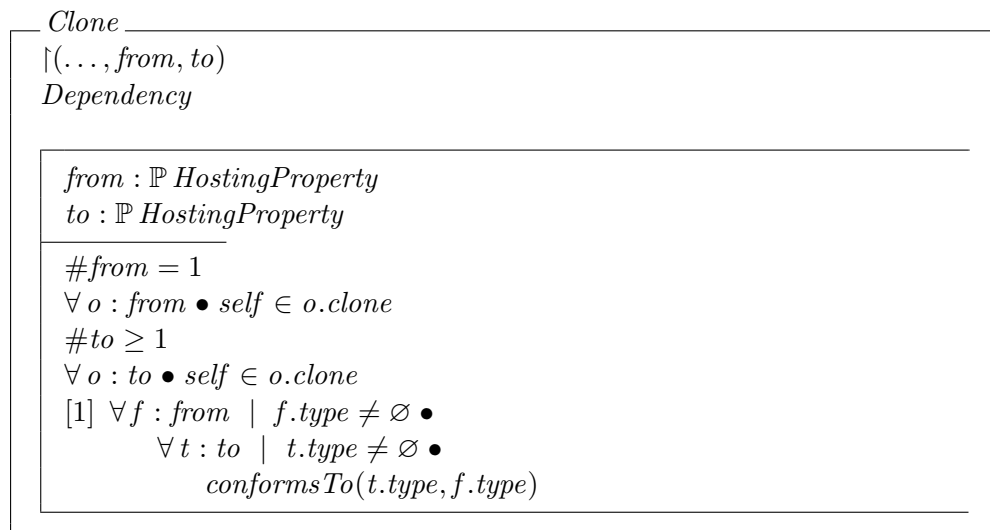 Clone
↾(..., from, to)
Dependency
from : ℙ HostingProperty
to : ℙ HostingProperty
#from = 1
∀ o : from • self ∈ o.clone
#to ≥ 1
∀ o : to • self ∈ o.clone
[1] ∀ f : from | f.type ≠ ∅ •
∀ t : to | t.type ≠ ∅ •
conformsTo(t.type, f.type)